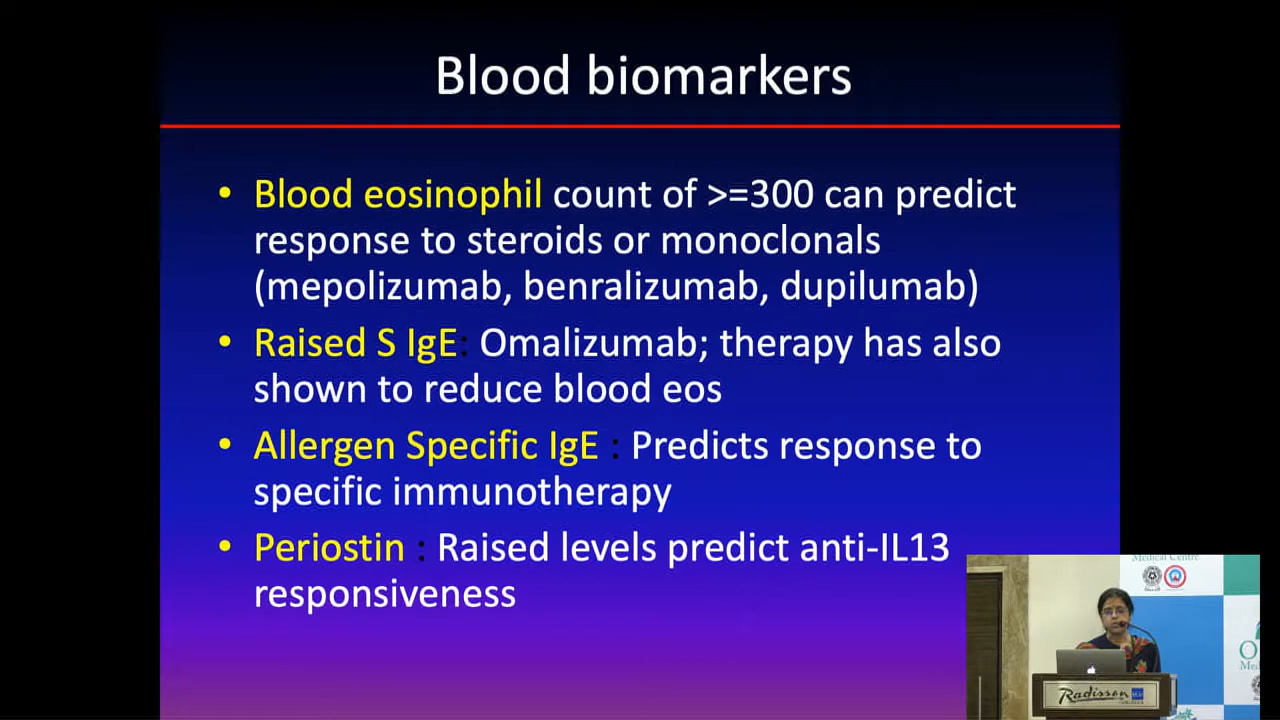 Blood biomarkers
• Blood eosinophil count of >=300 can predict
response to steroids or monoclonals
(mepolizumab, benralizumab, dupilumab)
• Raised S IgE: Omalizumab; therapy has also
shown to reduce blood eos
• Allergen Specific IgE : Predicts response to
specific immunotherapy
• Periostin : Raised levels predict anti-IL13
responsiveness
Medical Centre
Radisson